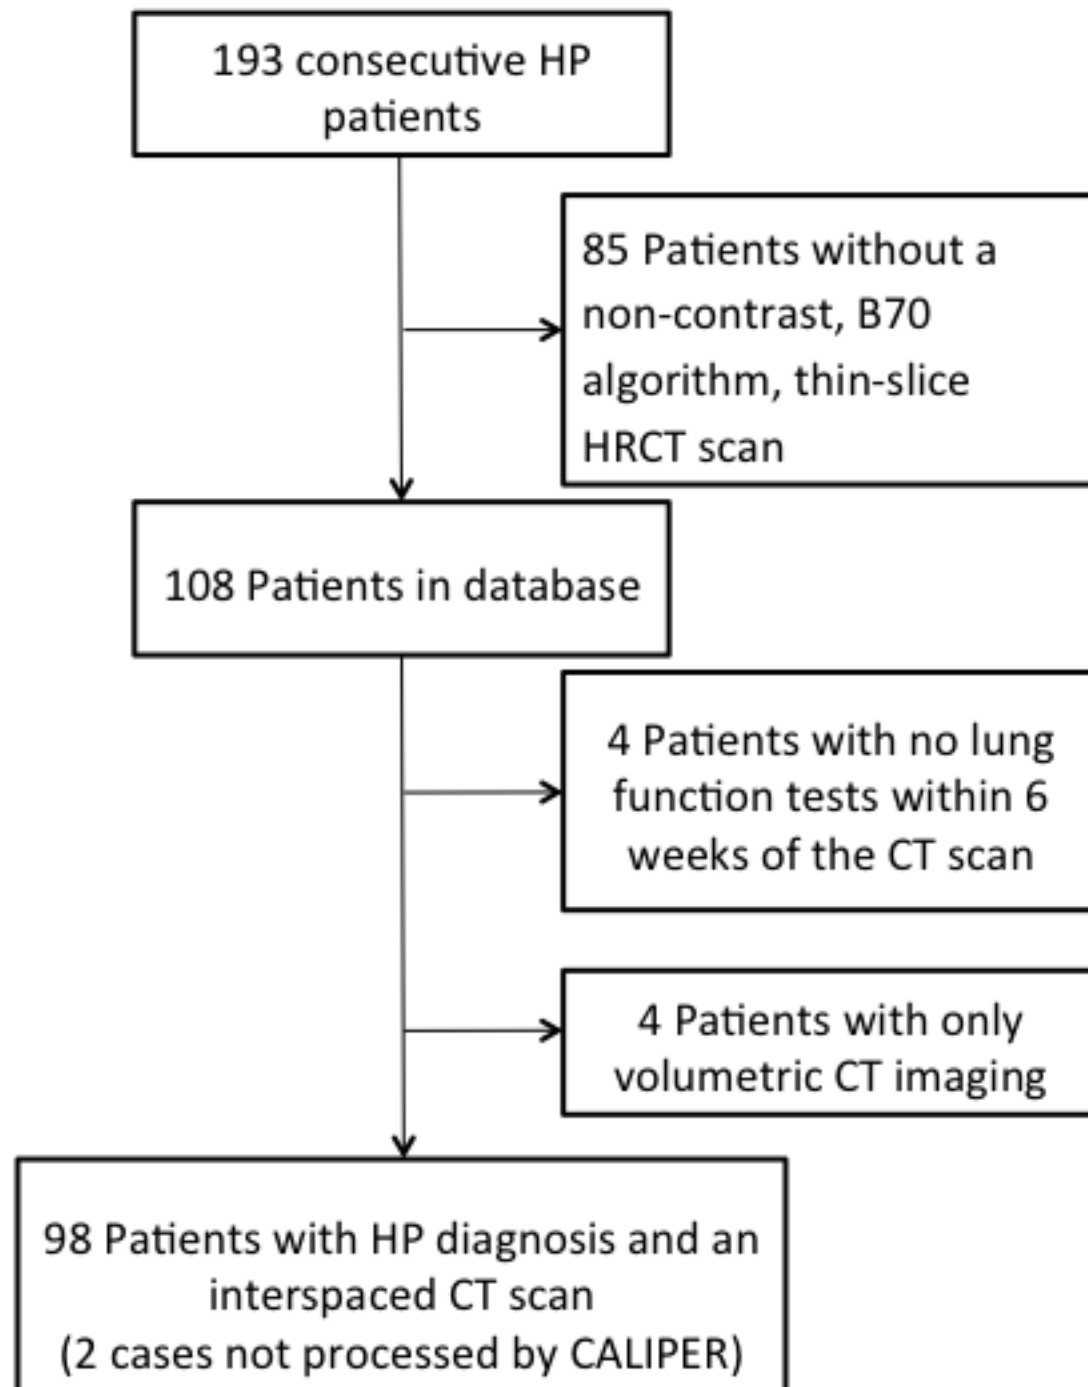 193 consecutive HP
patients
85 Patients without a
non-contrast, B70
algorithm, thin-slice
HRCT scan
108 Patients in database
4 Patients with no lung
function tests within 6
weeks of the CT scan
4 Patients with only
volumetric CT imaging
98 Patients with HP diagnosis and an
interspaced CT scan
(2 cases not processed by CALIPER)